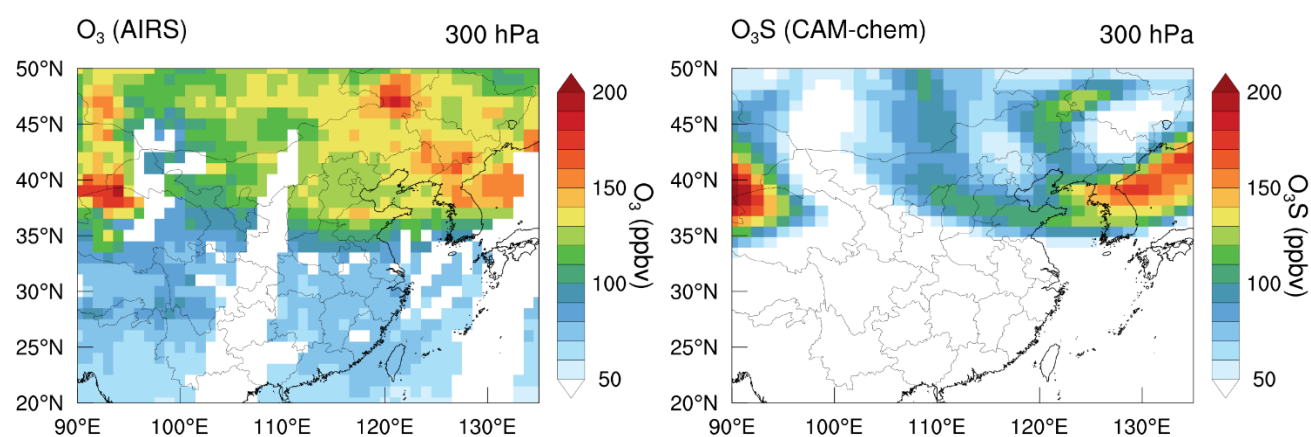 O₃ (AIRS) 300 hPa
50°N
45°N
40°N
35°N
30°N
25°N
20°N
90°E 100°E 110°E 120°E 130°E
200
150
100
50
O₃ (ppbv)
O₃S (CAM-chem) 300 hPa
50°N
45°N
40°N
35°N
30°N
25°N
20°N
90°E 100°E 110°E 120°E 130°E
200
150
100
50
O₃S (ppbv)